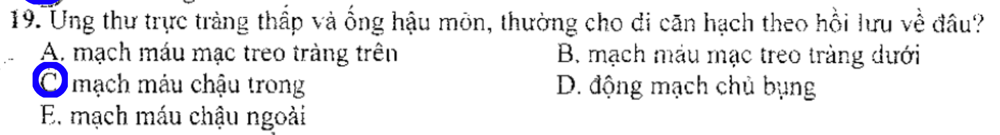 19. Ung thư trực tràng thấp và ống hậu môn, thường cho di căn hạch theo hồi lưu về đâu?
A. mạch máu mạc treo tràng trên
B. mạch máu mạc treo tràng dưới
C mạch máu chậu trong
D. động mạch chủ bụng
E. mạch máu chậu ngoài